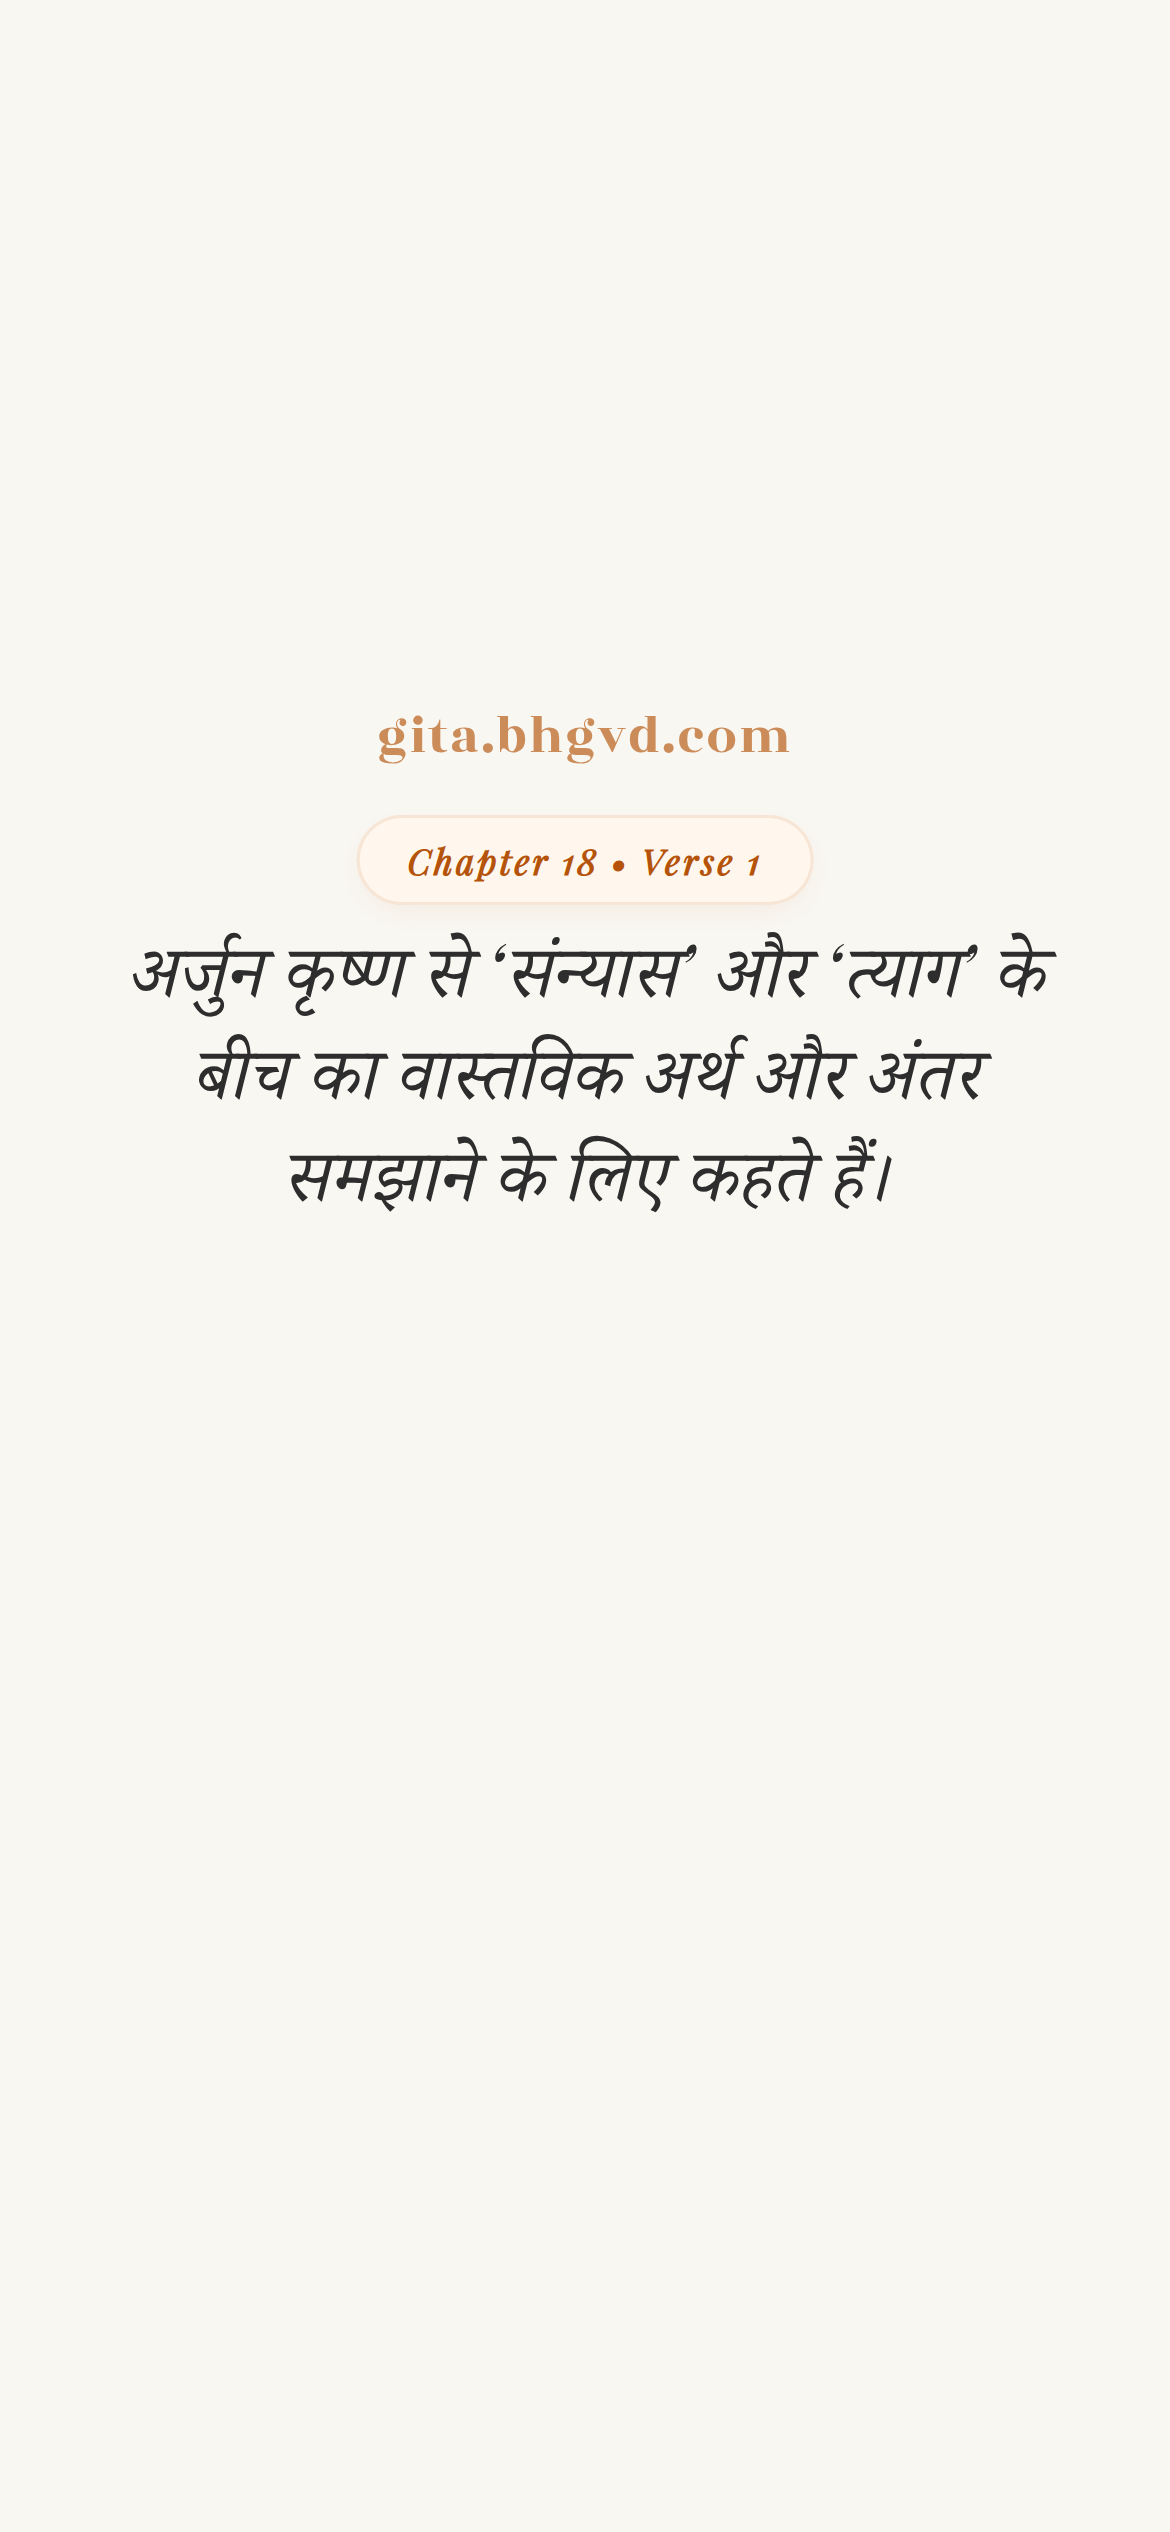 gita.bhgvd.com
Chapter 18 • Verse 1
अर्जुन कृष्ण से ‘संन्यास’ और ‘त्याग’ के
बीच का वास्तविक अर्थ और अंतर
समझाने के लिए कहते हैं।